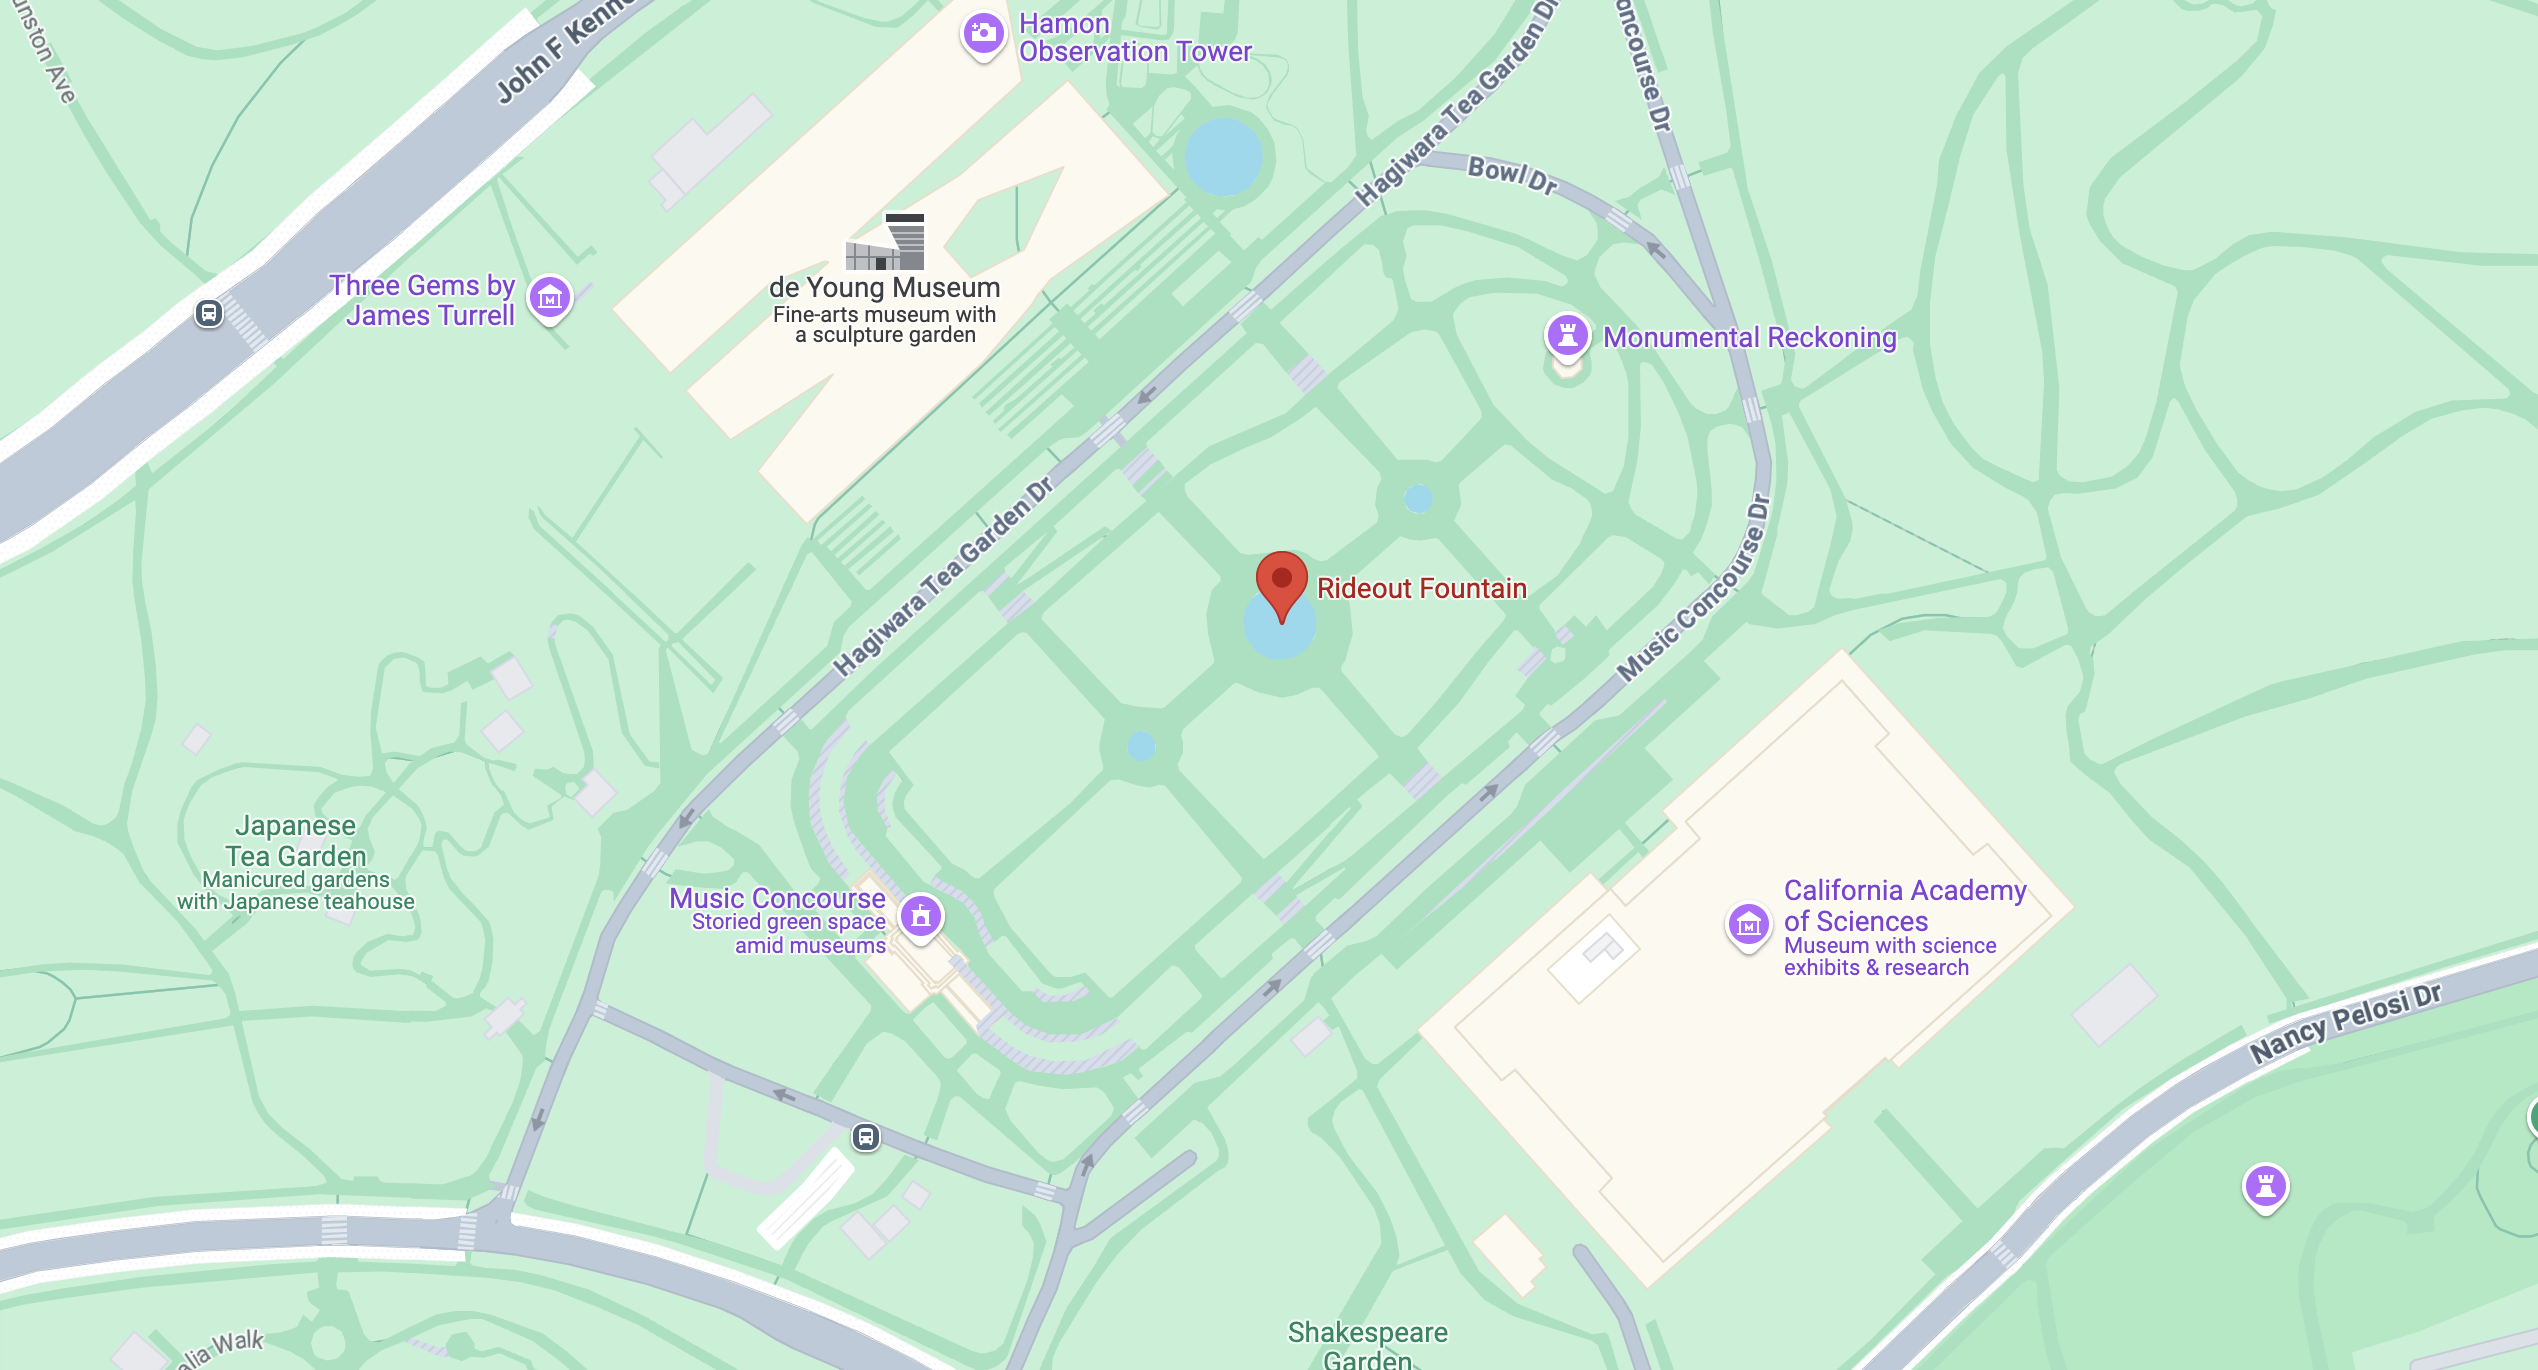 John F Kenne
Hamon
Observation Tower
Hagiwara Tea Garden Dr
oncourse Dr
unston Ave
Bowl Dr
Three Gems by
James Turrell
de Young Museum
Fine-arts museum with
a sculpture garden
Monumental Reckoning
Hagiwara Tea Garden Dr
Rideout Fountain
Music Concourse Dr
Japanese
Tea Garden
Manicured gardens
with Japanese teahouse
Music Concourse
Storied green space
amid museums
California Academy
of Sciences
Museum with science
exhibits & research
Nancy Pelosi Dr
alia Walk
Shakespeare
Garden